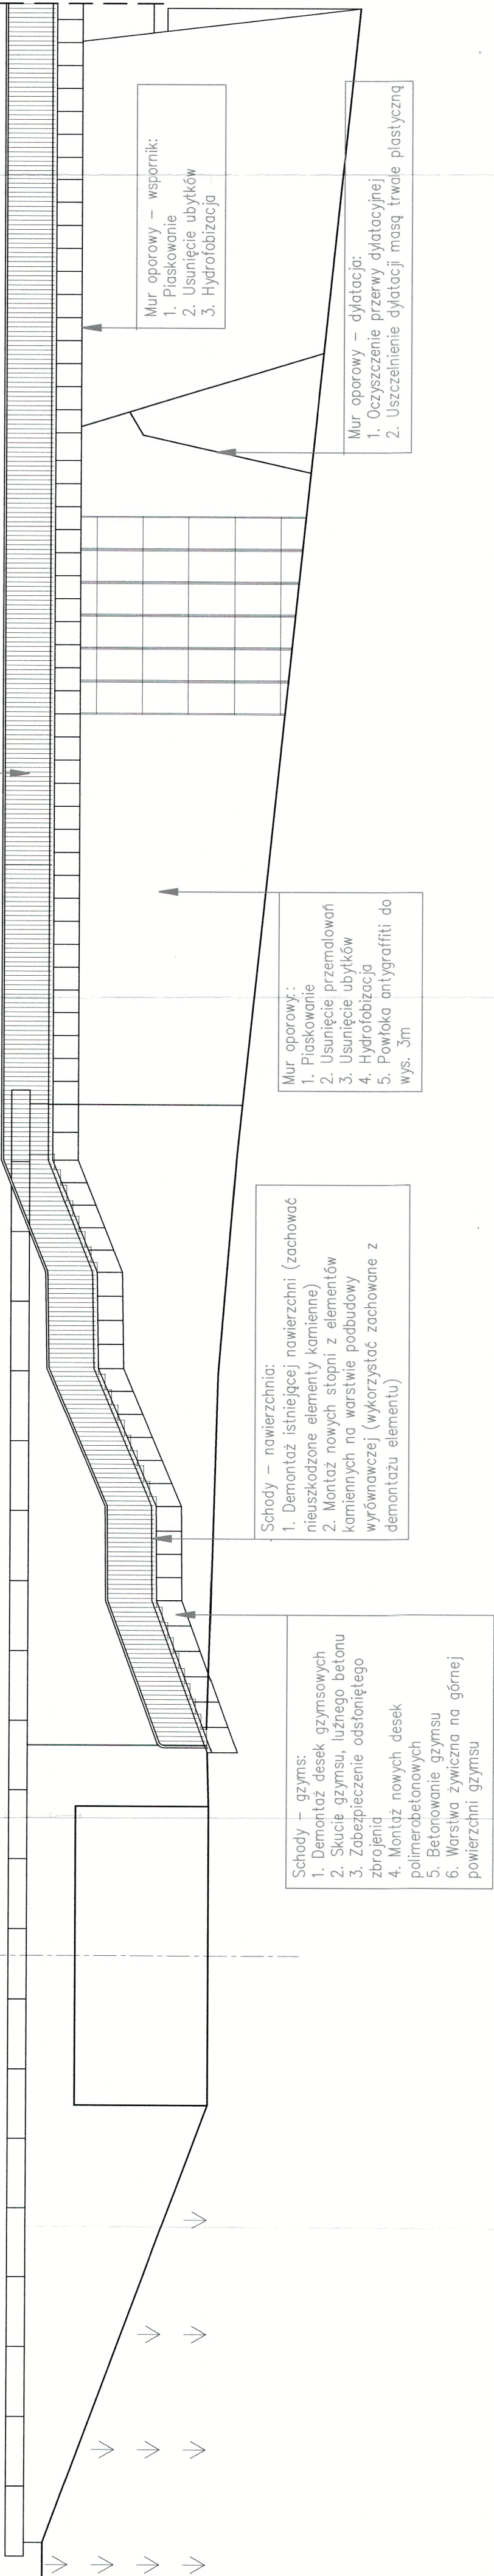 Schody – gzyms:
1. Demontaż desek gzymsowych
2. Skucie gzymsu, luźnego betonu
3. Zabezpieczenie odsłoniętego
zbrojenia
4. Montaż nowych desek
polimerobetonowych
5. Betonowanie gzymsu
6. Warstwa żywiczna na górnej
powierzchni gzymsu
Schody – nawierzchnia:
1. Demontaż istniejącej nawierzchni (zachować
nieuszkodzone elementy kamienne)
2. Montaż nowych stopni z elementów
kamiennych na warstwie podbudowy
wyrównawczej (wykorzystać zachowane z
demontażu elementu)
Mur oporowy::
1. Piaskowanie
2. Usunięcie przemalowań
3. Usunięcie ubytków
4. Hydrofobizacja
5. Powłoka antygraffiti do
wys. 3m
Mur oporowy – wspornik:
1. Piaskowanie
2. Usunięcie ubytków
3. Hydrofobizacja
Mur oporowy – dylatacja:
1. Oczyszczenie przerwy dylatacyjnej
2. Uszczelnienie dylatacji masą trwale plastyczną